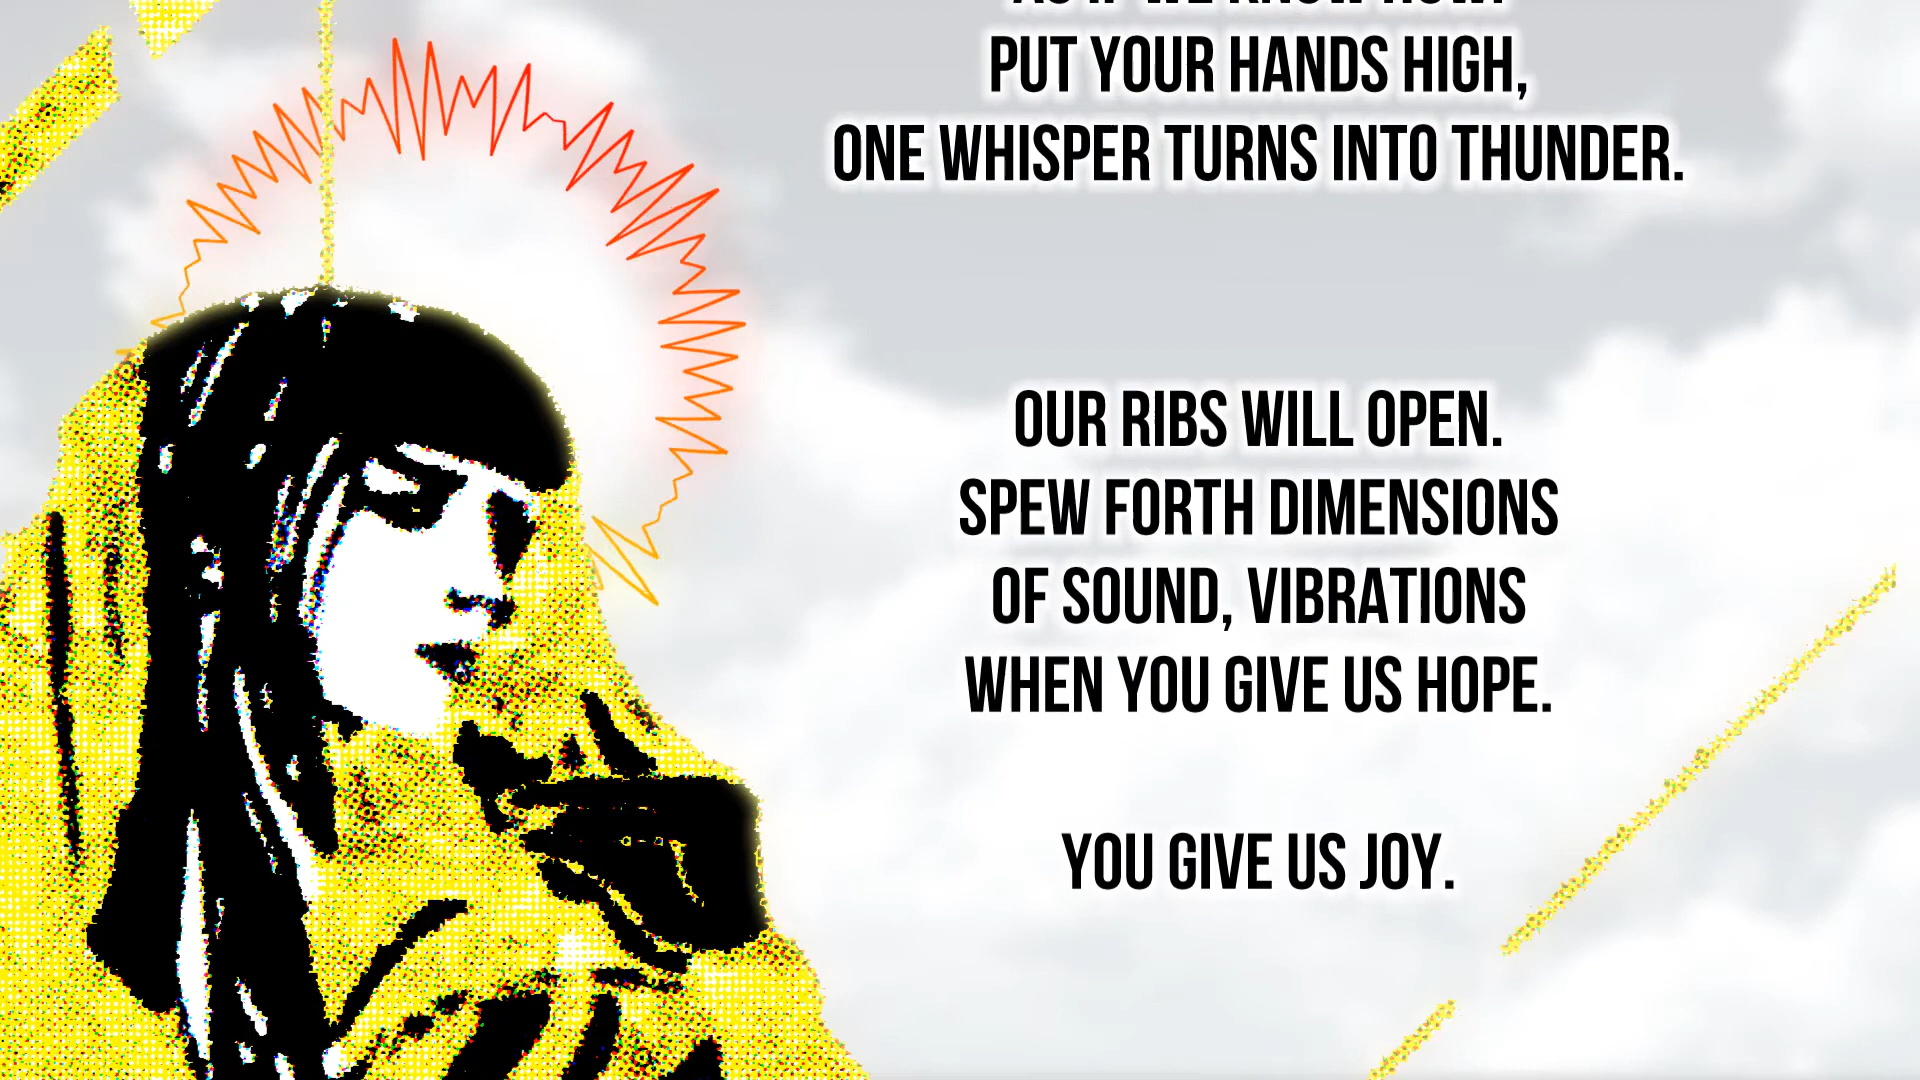 PUT YOUR HANDS HIGH,
ONE WHISPER TURNS INTO THUNDER.
OUR RIBS WILL OPEN.
SPEW FORTH DIMENSIONS
OF SOUND, VIBRATIONS
WHEN YOU GIVE US HOPE.
YOU GIVE US JOY.